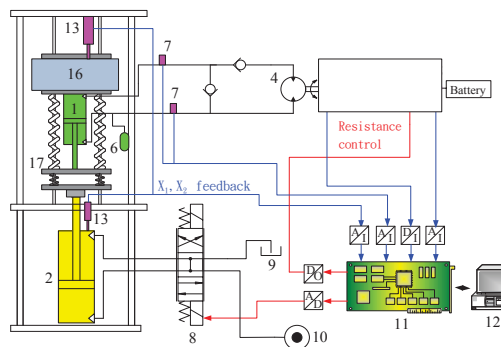 13
7
16
7
4
Battery
1
Resistance
control
6
17
X1, X2 feedback
13
A/I
A/I
D/I
A/I
2
9
D/O
A/D
8
10
11
12